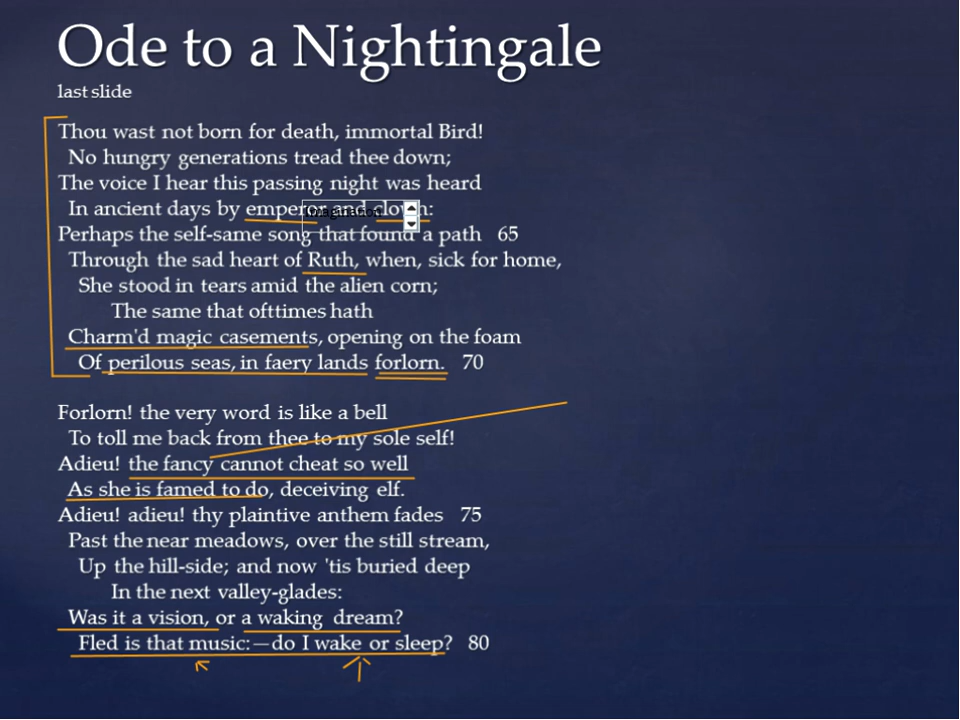 Ode to a Nightingale
last slide
Thou wast not born for death, immortal Bird!
No hungry generations tread thee down;
The voice I hear this passing night was heard
In ancient days by emperor and clown:
imagination
Perhaps the self-same song that found a path 65
Through the sad heart of Ruth, when, sick for home,
She stood in tears amid the alien corn;
The same that ofttimes hath
Charm'd magic casements, opening on the foam
Of perilous seas, in faery lands forlorn. 70
Forlorn! the very word is like a bell
To toll me back from thee to my sole self!
Adieu! the fancy cannot cheat so well
As she is famed to do, deceiving elf.
Adieu! adieu! thy plaintive anthem fades 75
Past the near meadows, over the still stream,
Up the hill-side; and now 'tis buried deep
In the next valley-glades:
Was it a vision, or a waking dream?
Fled is that music:—do I wake or sleep? 80